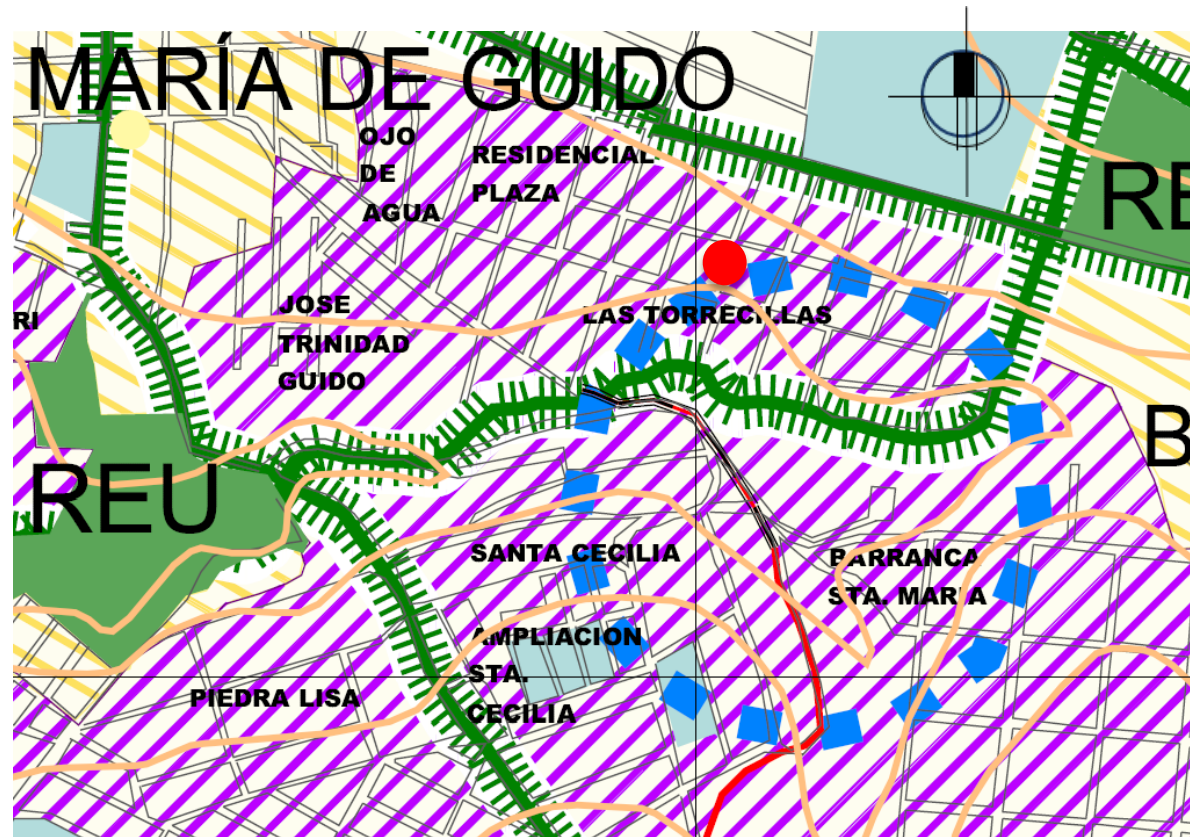 MARÍA DE GUIDO
OJO
DE
AGUA
RESIDENCIAL
PLAZA
RE
JOSE
TRINIDAD
GUIDO
LAS TORRECILLAS
RI
B
REU
SANTA CECILIA
BARRANCA
STA. MARIA
AMPLIACION
STA.
CECILIA
PIEDRA LISA